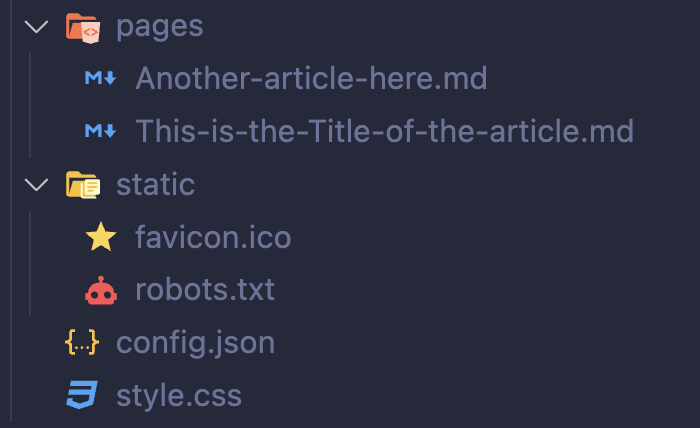 pages
Another-article-here.md
This-is-the-Title-of-the-article.md
static
favicon.ico
robots.txt
config.json
style.css